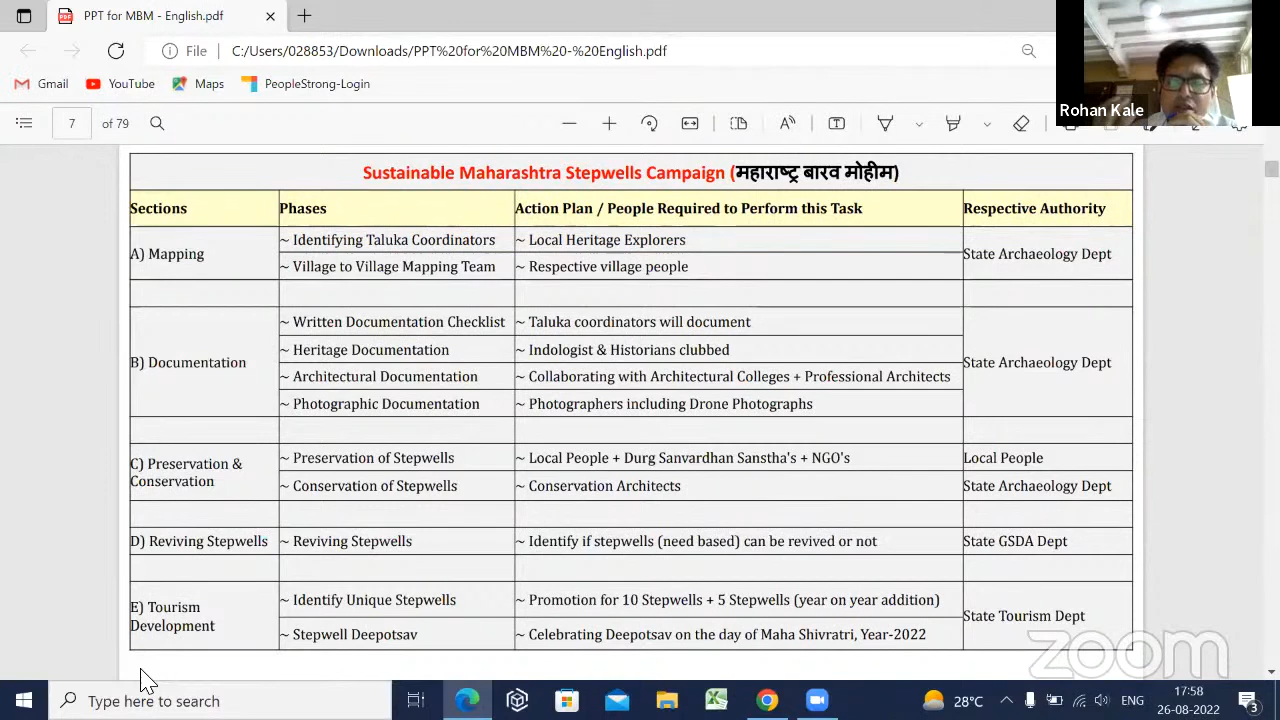 PPT for MBM - English.pdf
File C:/Users/028853/Downloads/PPT%20for%20MBM%20-%20English.pdf
Gmail YouTube Maps PeopleStrong-Login
Rohan Kale
7 of 79
Sustainable Maharashtra Stepwells Campaign (महाराष्ट्र बारव मोहीम)
Sections Phases Action Plan / People Required to Perform this Task Respective Authority
A) Mapping ~ Identifying Taluka Coordinators ~ Local Heritage Explorers State Archaeology Dept
~ Village to Village Mapping Team ~ Respective village people
B) Documentation ~ Written Documentation Checklist ~ Taluka coordinators will document State Archaeology Dept
~ Heritage Documentation ~ Indologist & Historians clubbed
~ Architectural Documentation ~ Collaborating with Architectural Colleges + Professional Architects
~ Photographic Documentation ~ Photographers including Drone Photographs
C) Preservation & ~ Preservation of Stepwells ~ Local People + Durg Sanvardhan Sanstha's + NGO's Local People
Conservation ~ Conservation of Stepwells ~ Conservation Architects State Archaeology Dept
D) Reviving Stepwells ~ Reviving Stepwells ~ Identify if stepwells (need based) can be revived or not State GSDA Dept
E) Tourism ~ Identify Unique Stepwells ~ Promotion for 10 Stepwells + 5 Stepwells (year on year addition) State Tourism Dept
Development ~ Stepwell Deepotsav ~ Celebrating Deepotsav on the day of Maha Shivratri, Year-2022
zoom
Type here to search
28°C ENG 17:58
26-08-2022 3